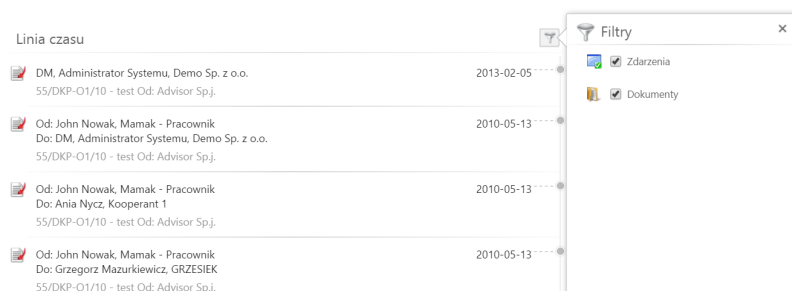 Linia czasu
DM, Administrator Systemu, Demo Sp. z o.o.
2013-02-05
55/DKP-O1/10 - test Od: Advisor Sp.j.
Od: John Nowak, Mamak - Pracownik
2010-05-13
Do: DM, Administrator Systemu, Demo Sp. z o.o.
55/DKP-O1/10 - test Od: Advisor Sp.j.
Od: John Nowak, Mamak - Pracownik
2010-05-13
Do: Ania Nycz, Kooperant 1
55/DKP-O1/10 - test Od: Advisor Sp.j.
Od: John Nowak, Mamak - Pracownik
2010-05-13
Do: Grzegorz Mazurkiewicz, GRZESIEK
55/DKP-O1/10 - test Od: Advisor Sp.j.
Filtry
Zdarzenia
Dokumenty